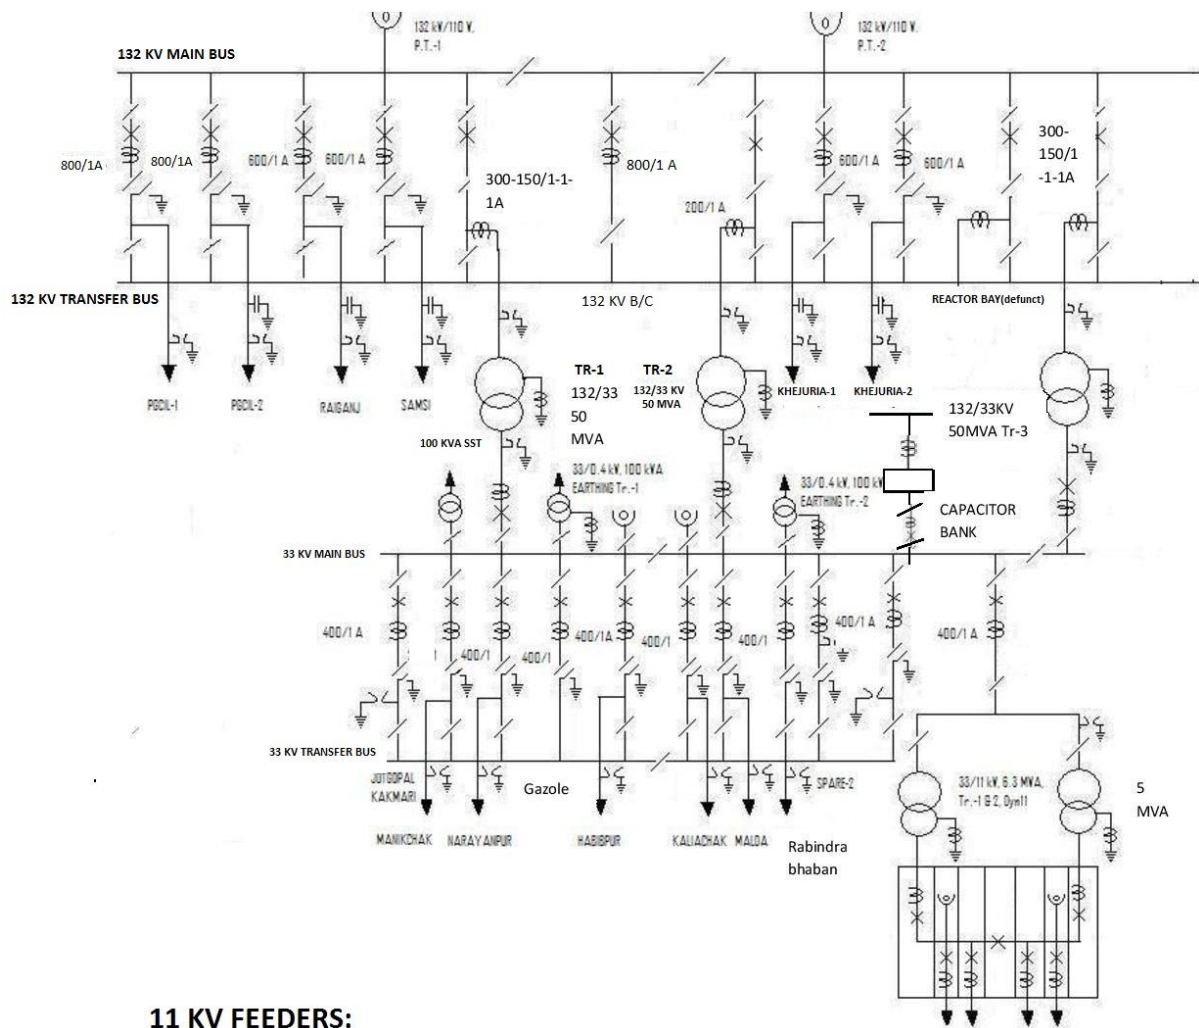 132 kV/110 V.
P.T.-1
132 kV/110 V.
P.T.-2
132 KV MAIN BUS
800/1A
800/1A
600/1 A
600/1 A
300-150/1-1-
1A
800/1 A
200/1 A
600/1 A
600/1 A
300-
150/1
-1-1A
132 KV TRANSFER BUS
132 KV B/C
REACTOR BAY(defunct)
PGCIL-1
PGCIL-2
RAIGANJ
SAMSI
TR-1
132/33
50
MVA
TR-2
132/33 KV
50 MVA
KHEJURIA-1
KHEJURIA-2
132/33KV
50MVA Tr-3
100 KVA SST
33/0.4 kV, 100 kVA
EARTHING Tr.-1
33/0.4 kV, 100 kV
EARTHING Tr.-2
CAPACITOR
BANK
33 KV MAIN BUS
400/1 A
400/1
400/1
400/1A
400/1
400/1
400/1 A
400/1 A
33 KV TRANSFER BUS
JOTGOPAL
KAKMARI
Gazole
SPARE-2
MANIKCHAK
NARAYANPUR
HABIBPUR
KALIACHAK
MALDA
Rabindra
bhaban
33/11 kV, 6.3 MVA,
Tr.-1 & 2, Dyn11
5
MVA
11 KV FEEDERS: